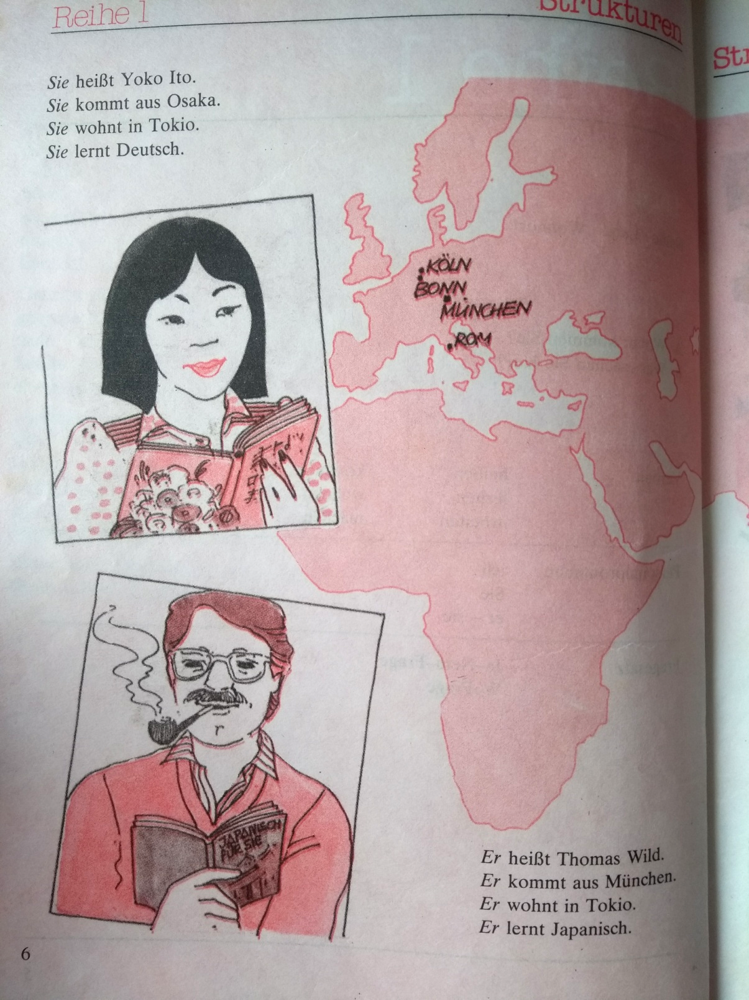 Reihe 1
Strukturen
Sie heißt Yoko Ito.
Sie kommt aus Osaka.
Sie wohnt in Tokio.
Sie lernt Deutsch.
KÖLN
BONN
MÜNCHEN
ROM
JAPANISCH
FÜR SIE
Er heißt Thomas Wild.
Er kommt aus München.
Er wohnt in Tokio.
Er lernt Japanisch.
6